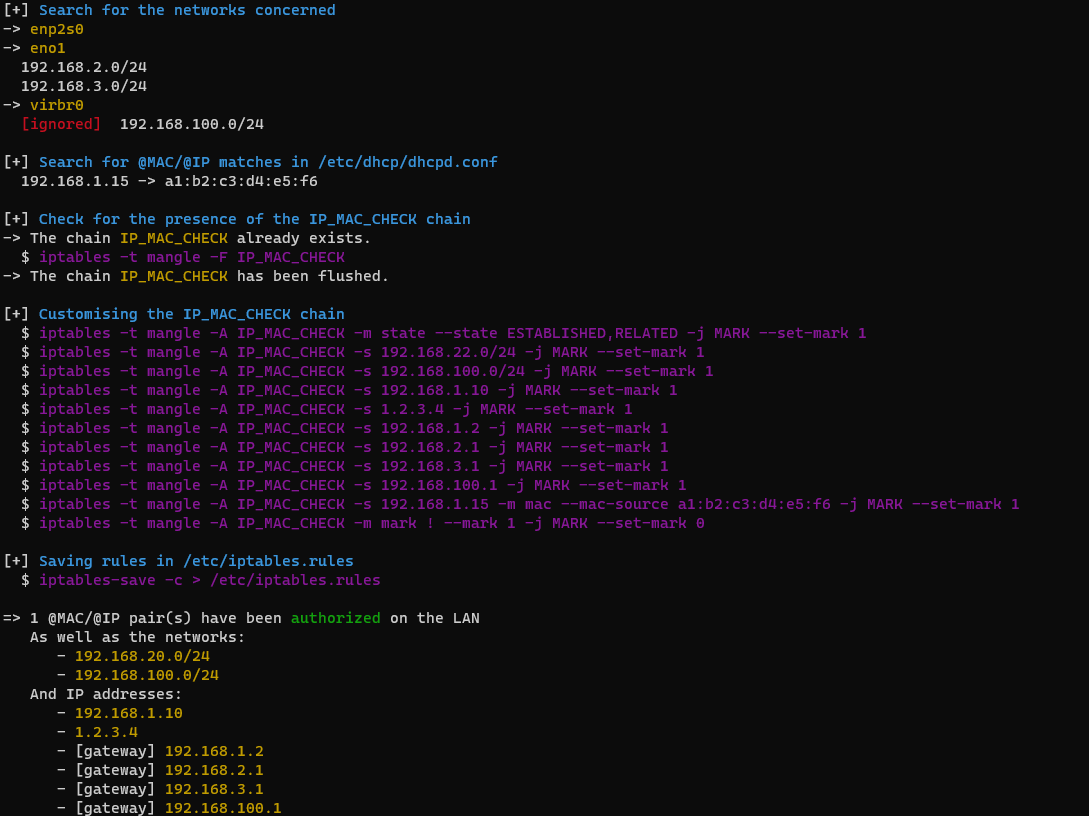 [+] Search for the networks concerned
-> enp2s0
-> eno1
192.168.2.0/24
192.168.3.0/24
-> virbr0
[ignored] 192.168.100.0/24
[+] Search for @MAC/@IP matches in /etc/dhcp/dhcpd.conf
192.168.1.15 -> a1:b2:c3:d4:e5:f6
[+] Check for the presence of the IP_MAC_CHECK chain
-> The chain IP_MAC_CHECK already exists.
$ iptables -t mangle -F IP_MAC_CHECK
-> The chain IP_MAC_CHECK has been flushed.
[+] Customising the IP_MAC_CHECK chain
$ iptables -t mangle -A IP_MAC_CHECK -m state --state ESTABLISHED,RELATED -j MARK --set-mark 1
$ iptables -t mangle -A IP_MAC_CHECK -s 192.168.22.0/24 -j MARK --set-mark 1
$ iptables -t mangle -A IP_MAC_CHECK -s 192.168.100.0/24 -j MARK --set-mark 1
$ iptables -t mangle -A IP_MAC_CHECK -s 192.168.1.10 -j MARK --set-mark 1
$ iptables -t mangle -A IP_MAC_CHECK -s 1.2.3.4 -j MARK --set-mark 1
$ iptables -t mangle -A IP_MAC_CHECK -s 192.168.1.2 -j MARK --set-mark 1
$ iptables -t mangle -A IP_MAC_CHECK -s 192.168.2.1 -j MARK --set-mark 1
$ iptables -t mangle -A IP_MAC_CHECK -s 192.168.3.1 -j MARK --set-mark 1
$ iptables -t mangle -A IP_MAC_CHECK -s 192.168.100.1 -j MARK --set-mark 1
$ iptables -t mangle -A IP_MAC_CHECK -s 192.168.1.15 -m mac --mac-source a1:b2:c3:d4:e5:f6 -j MARK --set-mark 1
$ iptables -t mangle -A IP_MAC_CHECK -m mark ! --mark 1 -j MARK --set-mark 0
[+] Saving rules in /etc/iptables.rules
$ iptables-save -c > /etc/iptables.rules
=> 1 @MAC/@IP pair(s) have been authorized on the LAN
As well as the networks:
- 192.168.20.0/24
- 192.168.100.0/24
And IP addresses:
- 192.168.1.10
- 1.2.3.4
- [gateway] 192.168.1.2
- [gateway] 192.168.2.1
- [gateway] 192.168.3.1
- [gateway] 192.168.100.1